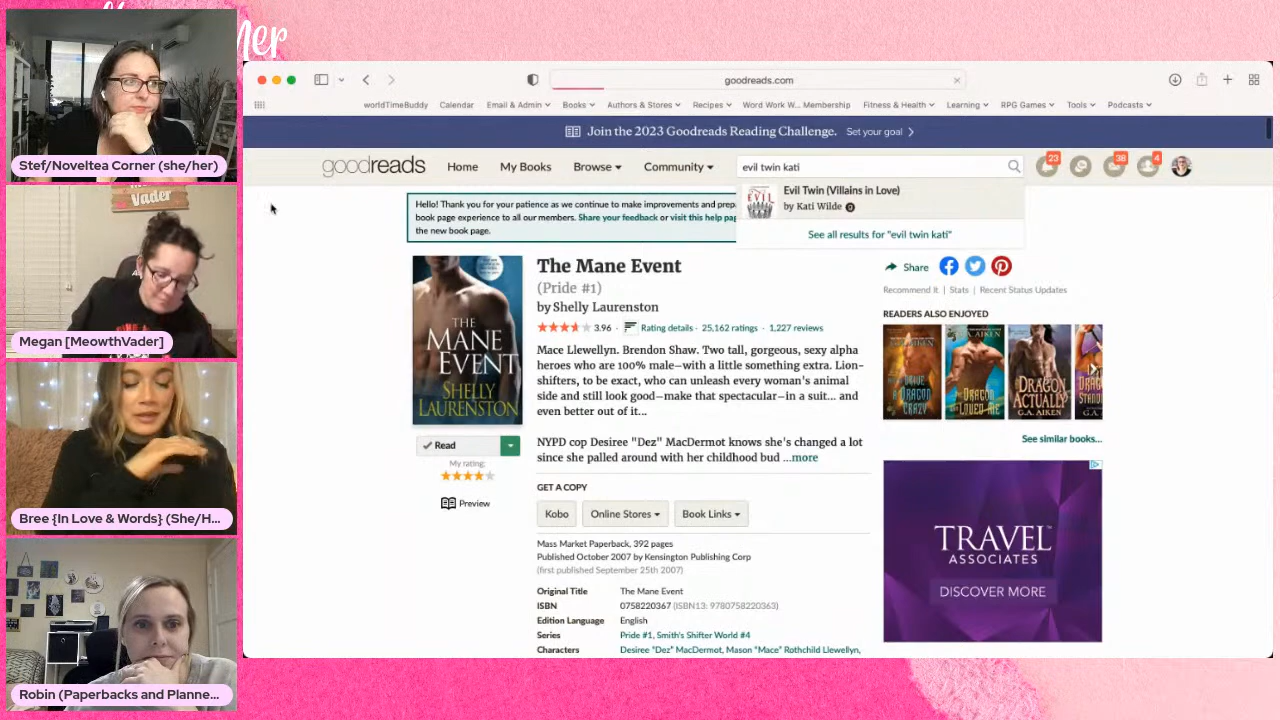 Mer
Stef/Noveltea Corner (she/her)
Vader
Megan [MeowthVader]
Bree {In Love & Words} (She/H...
Robin (Paperbacks and Planne...
goodreads.com
worldTimeBuddy Calendar Email & Admin Books Authors & Stores Recipes Word Work W... Membership Fitness & Health Learning RPG Games Tools Podcasts
Join the 2023 Goodreads Reading Challenge. Set your goal
goodreads Home My Books Browse Community evil twin kati 23 38 4
Evil Twin (Villains in Love)
by Kati Wilde
See all results for "evil twin kati"
Hello! Thank you for your patience as we continue to make improvements and prepa
book page experience to all our members. Share your feedback or visit this help pag
the new book page.
THE
MANE
EVENT
SHELLY
LAURENSTON
Read
My rating:
Preview
The Mane Event
(Pride #1)
by Shelly Laurenston
3.96 · Rating details · 25,162 ratings · 1,227 reviews
Mace Llewellyn. Brendon Shaw. Two tall, gorgeous, sexy alpha
heroes who are 100% male—with a little something extra. Lion-
shifters, to be exact, who can unleash every woman's animal
side and still look good—make that spectacular—in a suit... and
even better out of it...
NYPD cop Desiree "Dez" MacDermot knows she's changed a lot
since she palled around with her childhood bud ...more
GET A COPY
Kobo Online Stores Book Links
Mass Market Paperback, 392 pages
Published October 2007 by Kensington Publishing Corp
(first published September 25th 2007)
Original Title The Mane Event
ISBN 0758220367 (ISBN13: 9780758220363)
Edition Language English
Series Pride #1, Smith's Shifter World #4
Characters Desiree "Dez" MacDermot, Mason "Mace" Rothchild Llewellyn,
Share
Recommend It | Stats | Recent Status Updates
READERS ALSO ENJOYED
See similar books...
TRAVEL
ASSOCIATES
DISCOVER MORE